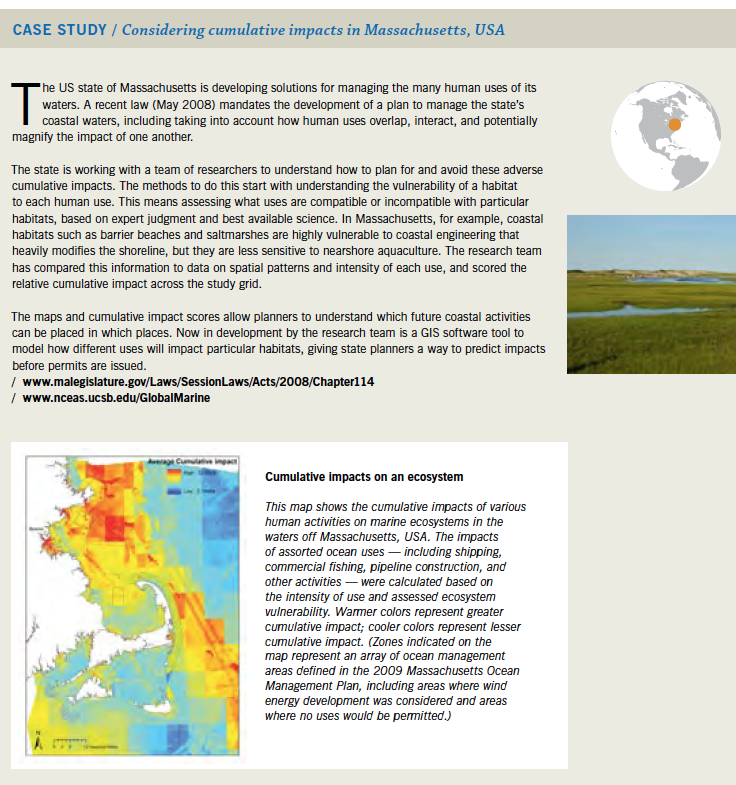 CASE STUDY / Considering cumulative impacts in Massachusetts, USA
The US state of Massachusetts is developing solutions for managing the many human uses of its
waters. A recent law (May 2008) mandates the development of a plan to manage the state's
coastal waters, including taking into account how human uses overlap, interact, and potentially
magnify the impact of one another.
The state is working with a team of researchers to understand how to plan for and avoid these adverse
cumulative impacts. The methods to do this start with understanding the vulnerability of a habitat
to each human use. This means assessing what uses are compatible or incompatible with particular
habitats, based on expert judgment and best available science. In Massachusetts, for example, coastal
habitats such as barrier beaches and saltmarshes are highly vulnerable to coastal engineering that
heavily modifies the shoreline, but they are less sensitive to nearshore aquaculture. The research team
has compared this information to data on spatial patterns and intensity of each use, and scored the
relative cumulative impact across the study grid.
The maps and cumulative impact scores allow planners to understand which future coastal activities
can be placed in which places. Now in development by the research team is a GIS software tool to
model how different uses will impact particular habitats, giving state planners a way to predict impacts
before permits are issued.
/ www.malegislature.gov/Laws/SessionLaws/Acts/2008/Chapter114
/ www.nceas.ucsb.edu/GlobalMarine
Average Cumulative Impact
High
Low
N
Cumulative impacts on an ecosystem
This map shows the cumulative impacts of various
human activities on marine ecosystems in the
waters off Massachusetts, USA. The impacts
of assorted ocean uses — including shipping,
commercial fishing, pipeline construction, and
other activities — were calculated based on
the intensity of use and assessed ecosystem
vulnerability. Warmer colors represent greater
cumulative impact; cooler colors represent lesser
cumulative impact. (Zones indicated on the
map represent an array of ocean management
areas defined in the 2009 Massachusetts Ocean
Management Plan, including areas where wind
energy development was considered and areas
where no uses would be permitted.)